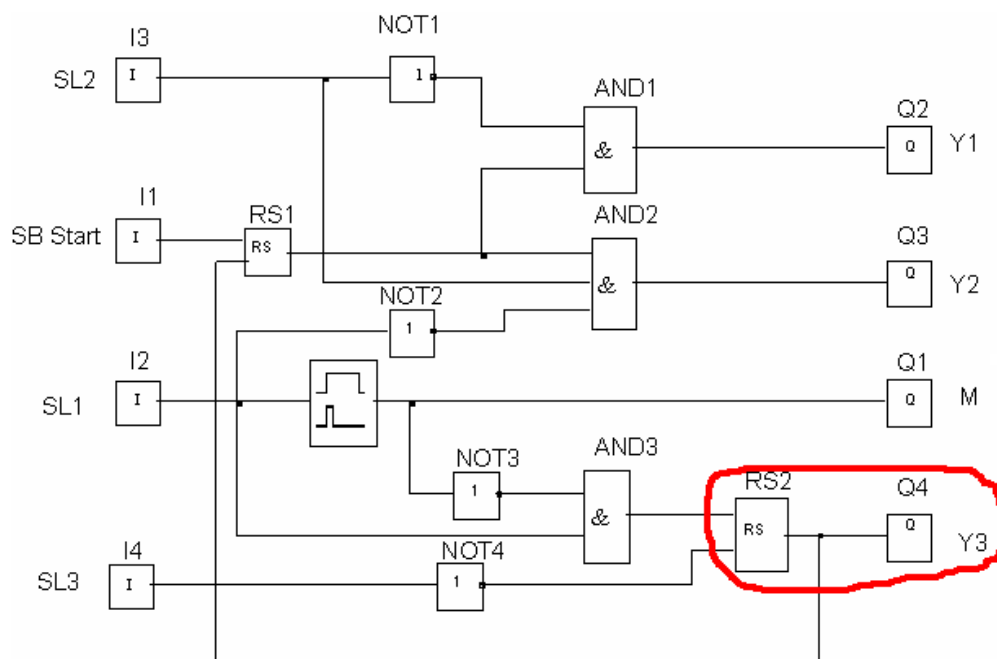 I3
NOT1
SL2
I
1
AND1
&
Q2
Q
Y1
I1
SB Start
I
RS1
RS
AND2
&
Q3
Q
Y2
NOT2
1
I2
SL1
I
Q1
Q
M
NOT3
1
AND3
&
RS2
RS
Q4
Q
Y3
I4
SL3
I
NOT4
1